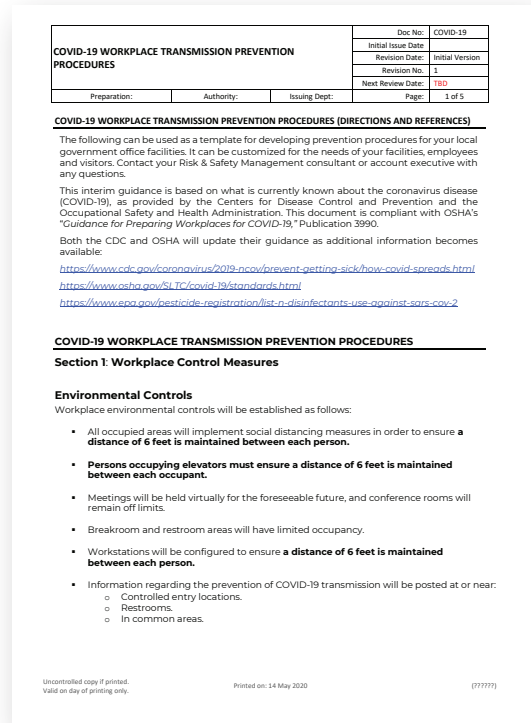 COVID-19 WORKPLACE TRANSMISSION PREVENTION
PROCEDURES
Doc No: COVID-19
Initial Issue Date
Revision Date: Initial Version
Revision No. 1
Next Review Date: TBD
Preparation: Authority: Issuing Dept: Page: 1 of 5
COVID-19 WORKPLACE TRANSMISSION PREVENTION PROCEDURES (DIRECTIONS AND REFERENCES)
The following can be used as a template for developing prevention procedures for your local
government office facilities. It can be customized for the needs of your facilities, employees
and visitors. Contact your Risk & Safety Management consultant or account executive with
any questions.
This interim guidance is based on what is currently known about the coronavirus disease
(COVID-19), as provided by the Centers for Disease Control and Prevention and the
Occupational Safety and Health Administration. This document is compliant with OSHA's
"Guidance for Preparing Workplaces for COVID-19," Publication 3990.
Both the CDC and OSHA will update their guidance as additional information becomes
available:
https://www.cdc.gov/coronavirus/2019-ncov/prevent-getting-sick/how-covid-spreads.html
https://www.osha.gov/SLTC/covid-19/standards.html
https://www.epa.gov/pesticide-registration/list-n-disinfectants-use-against-sars-cov-2
COVID-19 WORKPLACE TRANSMISSION PREVENTION PROCEDURES
Section 1: Workplace Control Measures
Environmental Controls
Workplace environmental controls will be established as follows:
▪ All occupied areas will implement social distancing measures in order to ensure a
distance of 6 feet is maintained between each person.
▪ Persons occupying elevators must ensure a distance of 6 feet is maintained
between each occupant.
▪ Meetings will be held virtually for the foreseeable future, and conference rooms will
remain off limits.
▪ Breakroom and restroom areas will have limited occupancy.
▪ Workstations will be configured to ensure a distance of 6 feet is maintained
between each person.
▪ Information regarding the prevention of COVID-19 transmission will be posted at or near:
o Controlled entry locations.
o Restrooms.
o In common areas.
Uncontrolled copy if printed.
Valid on day of printing only.
Printed on: 14 May 2020
(??????)